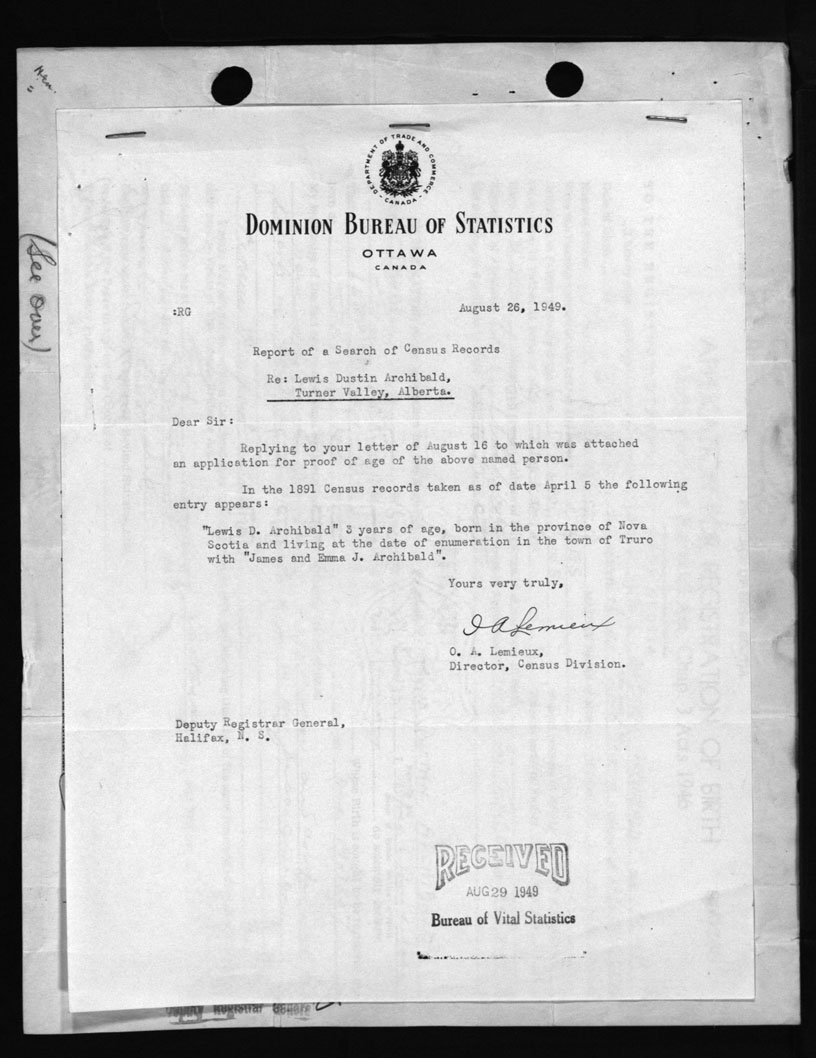 (See over)
DEPARTMENT OF TRADE AND COMMERCE
- CANADA -
DOMINION BUREAU OF STATISTICS
OTTAWA
CANADA
:RG
August 26, 1949.
Report of a Search of Census Records
Re: Lewis Dustin Archibald,
Turner Valley, Alberta.
Dear Sir:
Replying to your letter of August 16 to which was attached
an application for proof of age of the above named person.
In the 1891 Census records taken as of date April 5 the following
entry appears:
"Lewis D. Archibald" 3 years of age, born in the province of Nova
Scotia and living at the date of enumeration in the town of Truro
with "James and Emma J. Archibald".
Yours very truly,
O. A. Lemieux,
Director, Census Division.
Deputy Registrar General,
Halifax, N. S.
RECEIVED
AUG 29 1949
Bureau of Vital Statistics
Deputy Registrar General